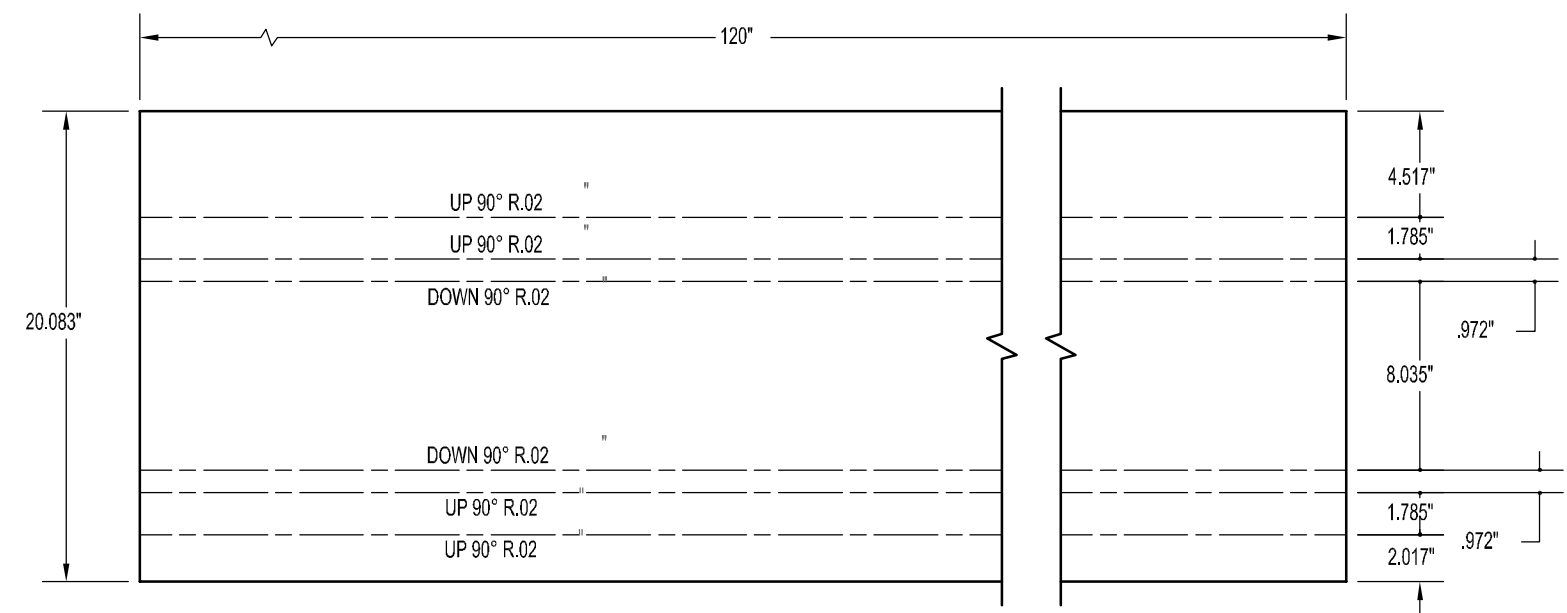 120"
4.517"
UP 90° R.02 "
1.785"
UP 90° R.02 "
DOWN 90° R.02 "
20.083"
.972"
8.035"
DOWN 90° R.02 "
UP 90° R.02 "
1.785"
.972"
UP 90° R.02 "
2.017"